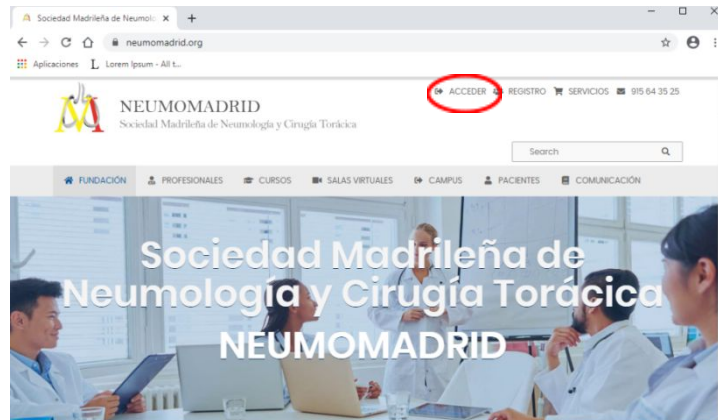 Sociedad Madrileña de Neumolo
neumomadrid.org
Aplicaciones Lorem Ipsum - All t...
ACCEDER REGISTRO SERVICIOS 915 64 35 25
NEUMOMADRID
Sociedad Madrileña de Neumología y Cirugía Torácica
Search
FUNDACIÓN PROFESIONALES CURSOS SALAS VIRTUALES CAMPUS PACIENTES COMUNICACIÓN
Sociedad Madrileña de
Neumología y Cirugía Torácica
NEUMOMADRID